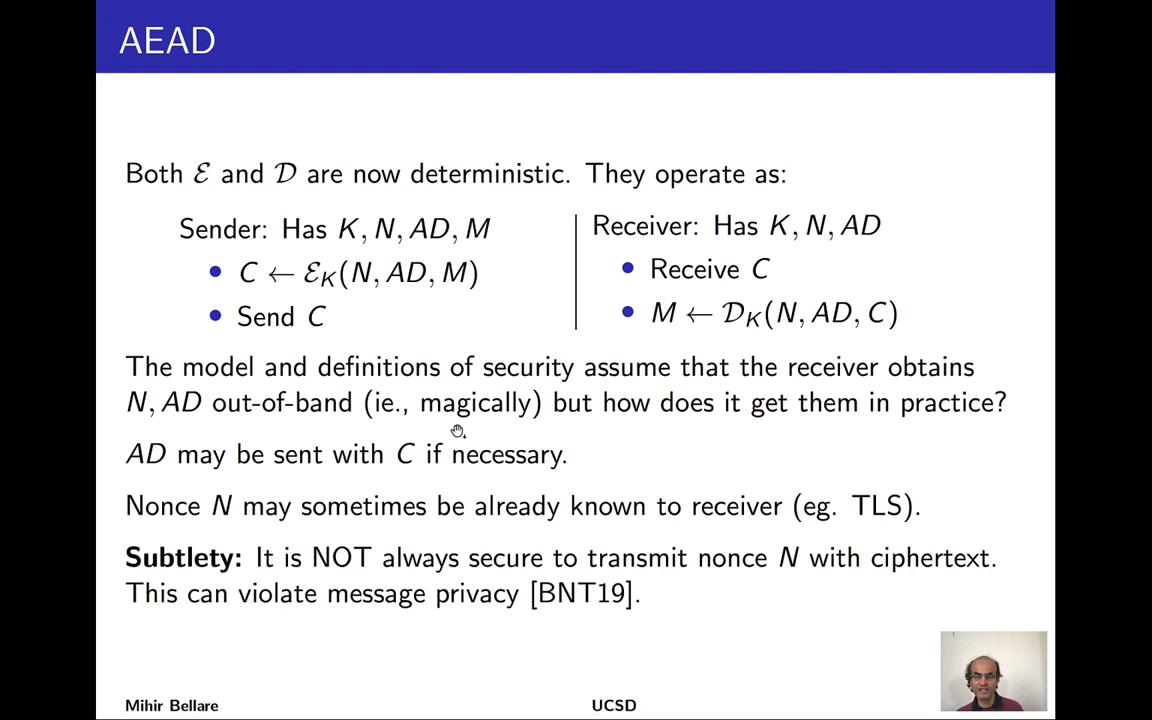 AEAD
Both ℰ and 𝒟 are now deterministic. They operate as:
Sender: Has K, N, AD, M
• C ← ℰK(N, AD, M)
• Send C
Receiver: Has K, N, AD
• Receive C
• M ← 𝒟K(N, AD, C)
The model and definitions of security assume that the receiver obtains
N, AD out-of-band (ie., magically) but how does it get them in practice?
AD may be sent with C if necessary.
Nonce N may sometimes be already known to receiver (eg. TLS).
Subtlety: It is NOT always secure to transmit nonce N with ciphertext.
This can violate message privacy [BNT19].
Mihir Bellare
UCSD